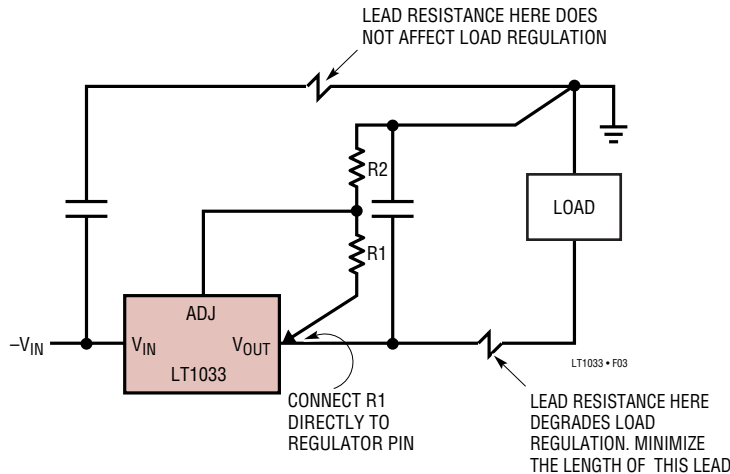 LEAD RESISTANCE HERE DOES
NOT AFFECT LOAD REGULATION
R2
LOAD
R1
ADJ
–VIN
VIN
VOUT
LT1033
LT1033 • F03
CONNECT R1
DIRECTLY TO
REGULATOR PIN
LEAD RESISTANCE HERE
DEGRADES LOAD
REGULATION. MINIMIZE
THE LENGTH OF THIS LEAD